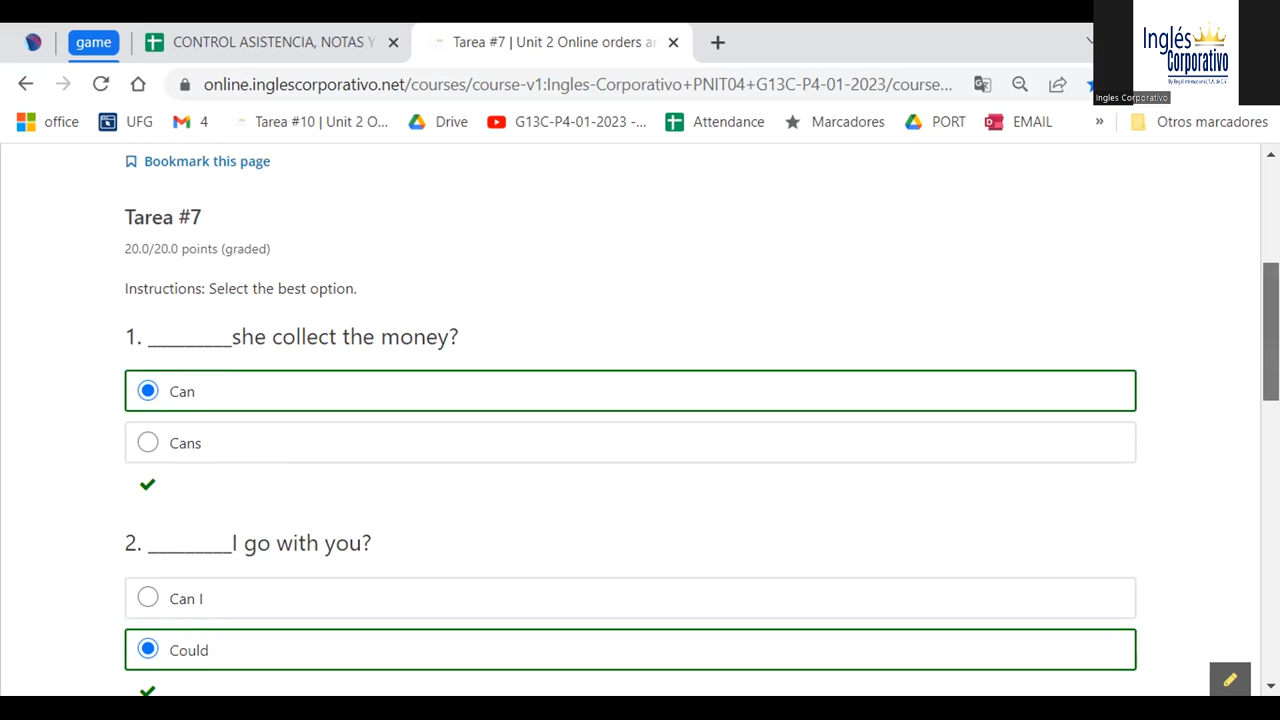 game
CONTROL ASISTENCIA, NOTAS Y
Tarea #7 | Unit 2 Online orders ar
online.inglescorporativo.net/courses/course-v1:Ingles-Corporativo+PNIT04+G13C-P4-01-2023/course...
office
UFG
4
Tarea #10 | Unit 2 O...
Drive
G13C-P4-01-2023 -...
Attendance
Marcadores
PORT
EMAIL
»
Otros marcadores
Inglés
Corporativo
Ingles Corporativo
Bookmark this page
Tarea #7
20.0/20.0 points (graded)
Instructions: Select the best option.
1. _________she collect the money?
Can
Cans
2. _________I go with you?
Can I
Could